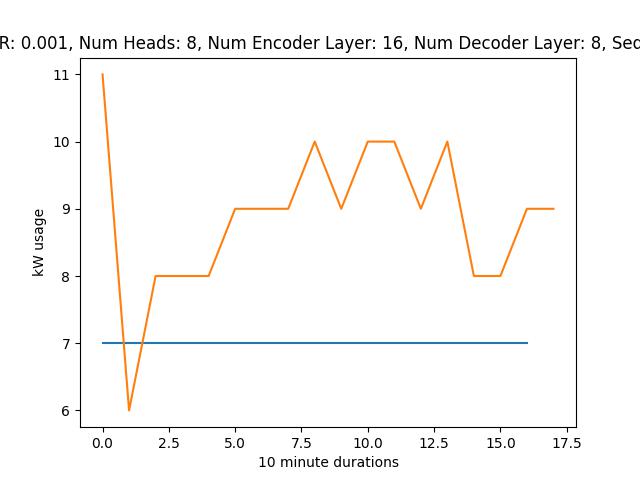 R: 0.001, Num Heads: 8, Num Encoder Layer: 16, Num Decoder Layer: 8, Sec
11
10
9
8
7
6
kW usage
0.0 2.5 5.0 7.5 10.0 12.5 15.0 17.5
10 minute durations